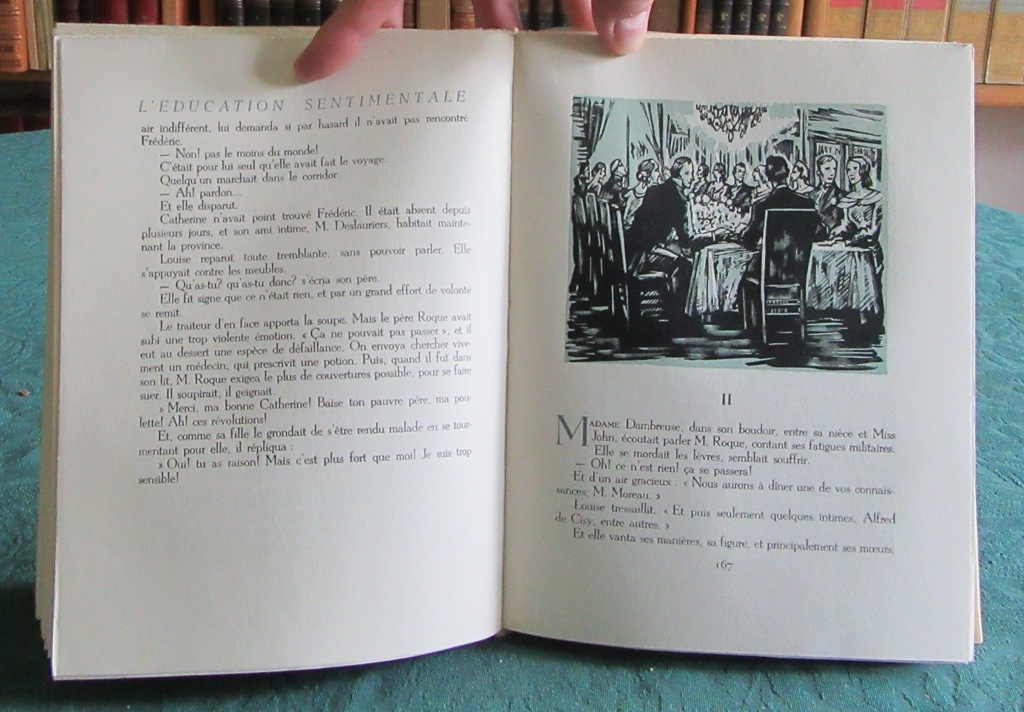 L'EDUCATION SENTIMENTALE
air indifférent, lui demanda si par hasard il n'avait pas rencontré
Frédéric.
— Non! pas le moins du monde!
C'était pour lui seul qu'elle avait fait le voyage.
Quelqu'un marchait dans le corridor
— Ah! pardon...
Et elle disparut.
Catherine n'avait point trouvé Frédéric. Il était absent depuis
plusieurs jours, et son ami intime, M. Deslauriers, habitait mainte-
nant la province.
Louise reparut toute tremblante, sans pouvoir parler. Elle
s'appuyait contre les meubles.
— Qu'as-tu? qu'as-tu donc? s'écria son père.
Elle fit signe que ce n'était rien, et par un grand effort de volonté
se remit.
Le traiteur d'en face apporta la soupe. Mais le père Roque avait
subi une trop violente émotion. « Ça ne pouvait pas passer », et il
eut au dessert une espèce de défaillance. On envoya chercher vive-
ment un médecin, qui prescrivit une potion. Puis, quand il fut dans
son lit, M. Roque exigea le plus de couvertures possible, pour se faire
suer. Il soupirait, il geignait.
» Merci, ma bonne Catherine! Baise ton pauvre père, ma pou-
lette! Ah! ces révolutions!
Et, comme sa fille le grondait de s'être rendu malade en se tour-
mentant pour elle, il répliqua :
» Oui! tu as raison! Mais c'est plus fort que moi! Je suis trop
sensible!
II
MADAME Dambreuse, dans son boudoir, entre sa nièce et Miss
John, écoutait parler M. Roque, contant ses fatigues militaires.
Elle se mordait les lèvres, semblait souffrir.
— Oh! ce n'est rien! ça se passera!
Et d'un air gracieux : « Nous aurons à dîner une de vos connais-
sances, M. Moreau. »
Louise tressaillit. « Et puis seulement quelques intimes, Alfred
de Cisy, entre autres. »
Et elle vanta ses manières, sa figure, et principalement ses mœurs.
167